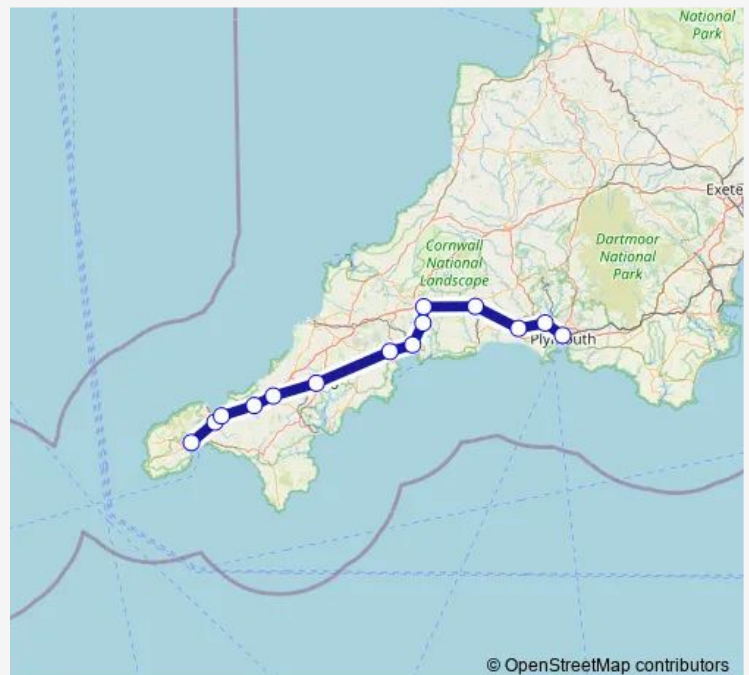 National
Park
Exete
Cornwall
National
Landscape
Dartmoor
National
Park
Plymouth
© OpenStreetMap contributors